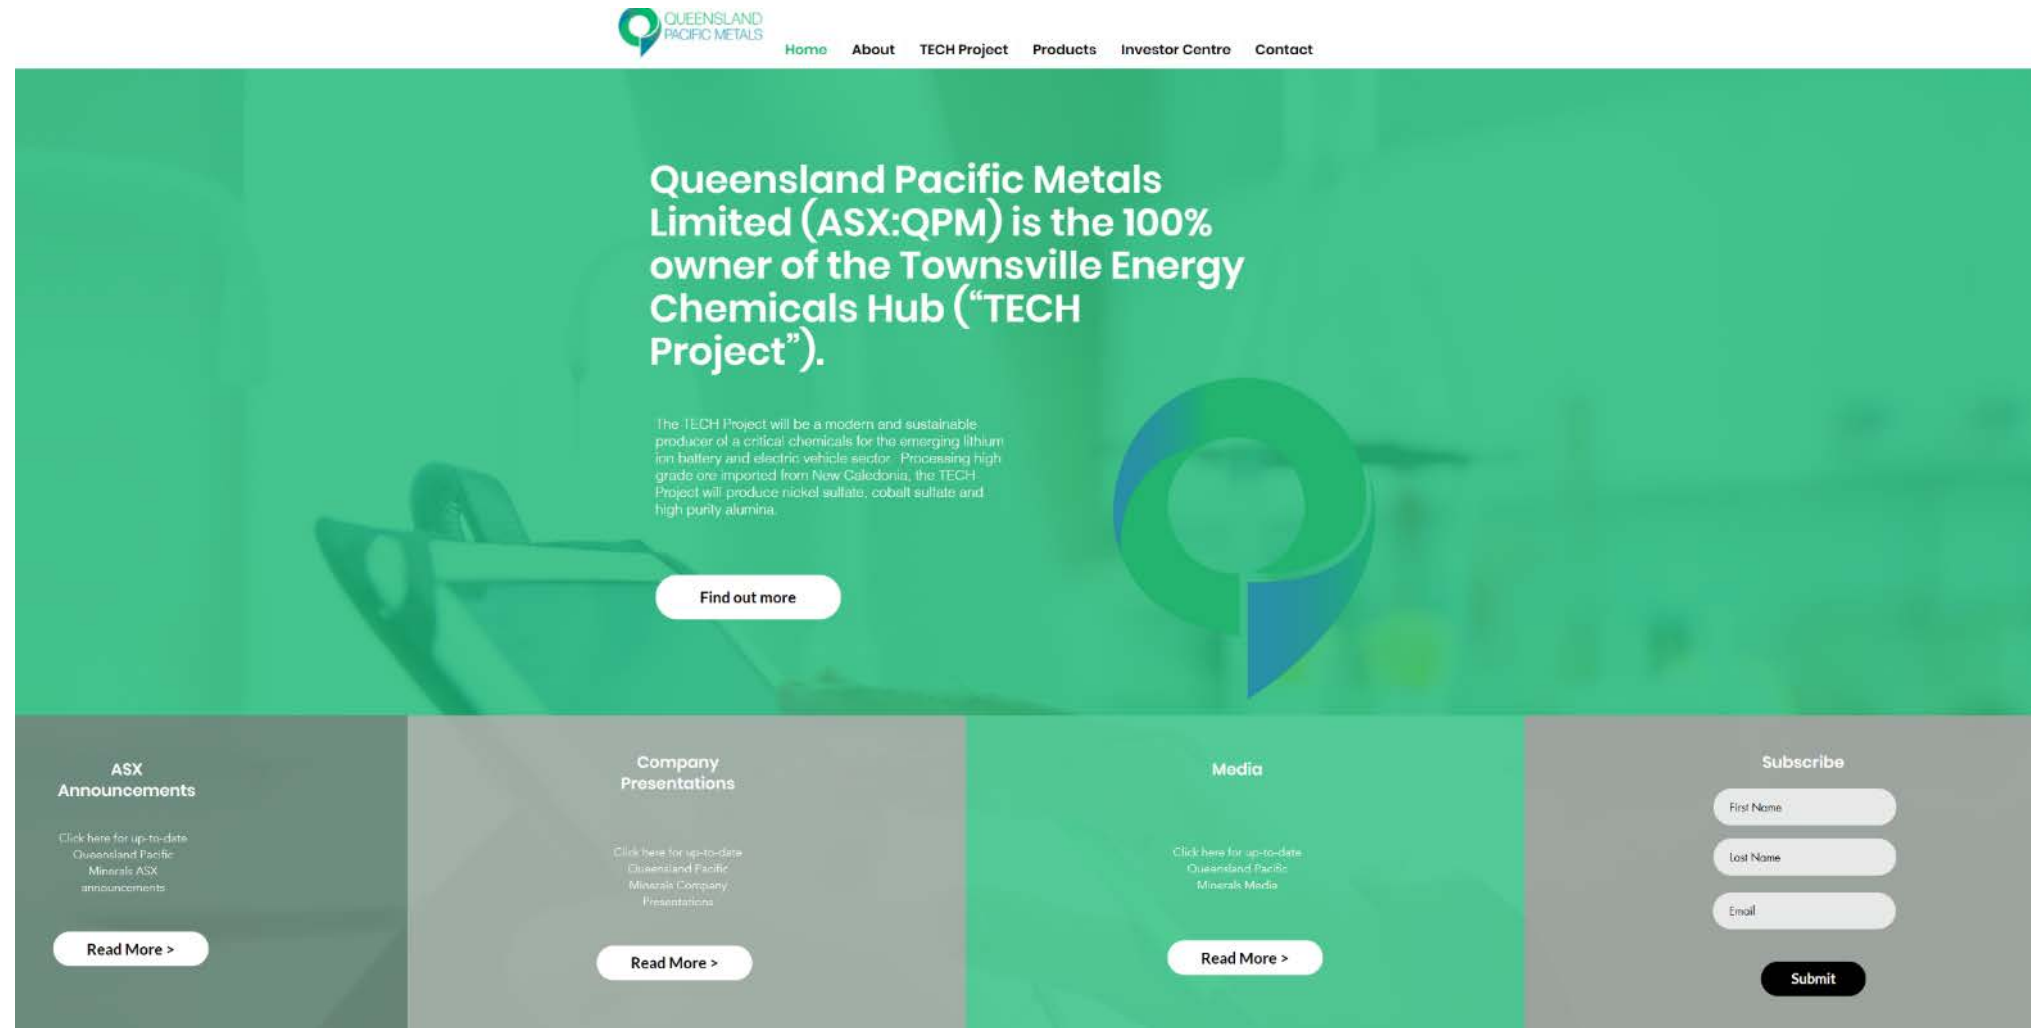 QUEENSLAND
PACIFIC METALS
Home About TECH Project Products Investor Centre Contact
Queensland Pacific Metals
Limited (ASX:QPM) is the 100%
owner of the Townsville Energy
Chemicals Hub (“TECH
Project”).
The TECH Project will be a modern and sustainable
producer of a critical chemicals for the emerging lithium
ion battery and electric vehicle sector. Processing high
grade ore imported from New Caledonia, the TECH
Project will produce nickel sulfate, cobalt sulfate and
high purity alumina.
Find out more
ASX
Announcements
Click here for up-to-date
Queensland Pacific
Minerals ASX
announcements
Read More >
Company
Presentations
Click here for up-to-date
Queensland Pacific
Minerals Company
Presentations
Read More >
Media
Click here for up-to-date
Queensland Pacific
Minerals Media
Read More >
Subscribe
First Name
Last Name
Email
Submit